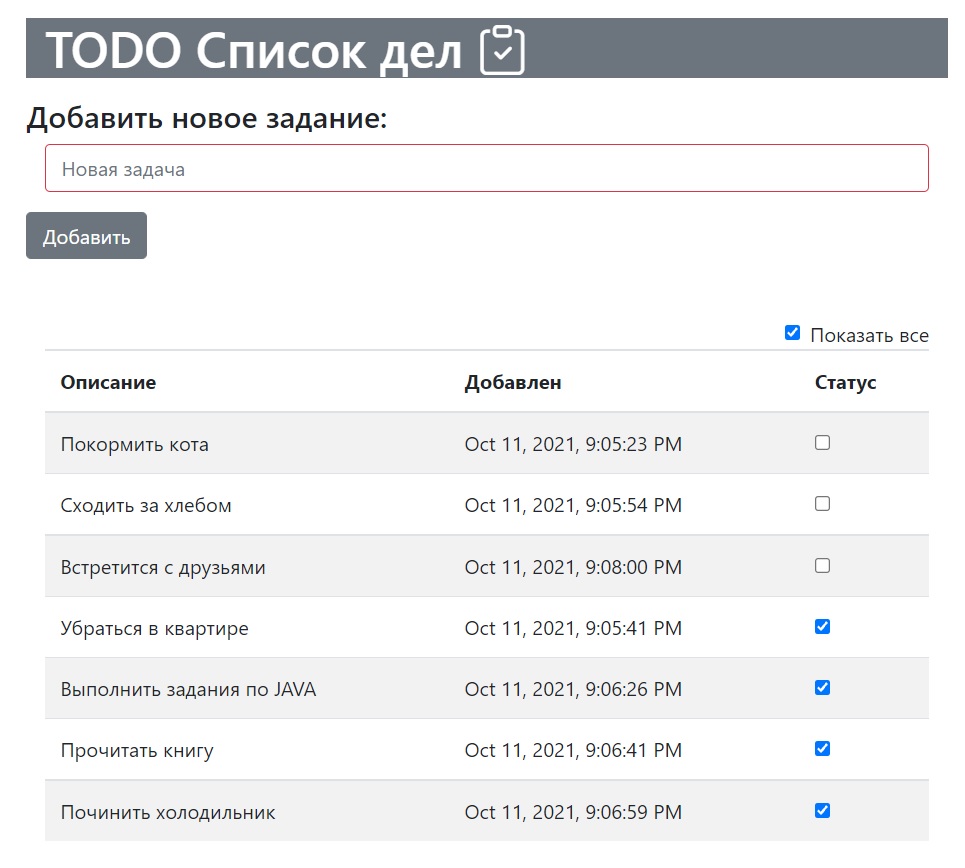 TODO Список дел
Добавить новое задание:
Новая задача
Добавить
Показать все
Описание Добавлен Статус
Покормить кота Oct 11, 2021, 9:05:23 PM
Сходить за хлебом Oct 11, 2021, 9:05:54 PM
Встретится с друзьями Oct 11, 2021, 9:08:00 PM
Убраться в квартире Oct 11, 2021, 9:05:41 PM
Выполнить задания по JAVA Oct 11, 2021, 9:06:26 PM
Прочитать книгу Oct 11, 2021, 9:06:41 PM
Починить холодильник Oct 11, 2021, 9:06:59 PM